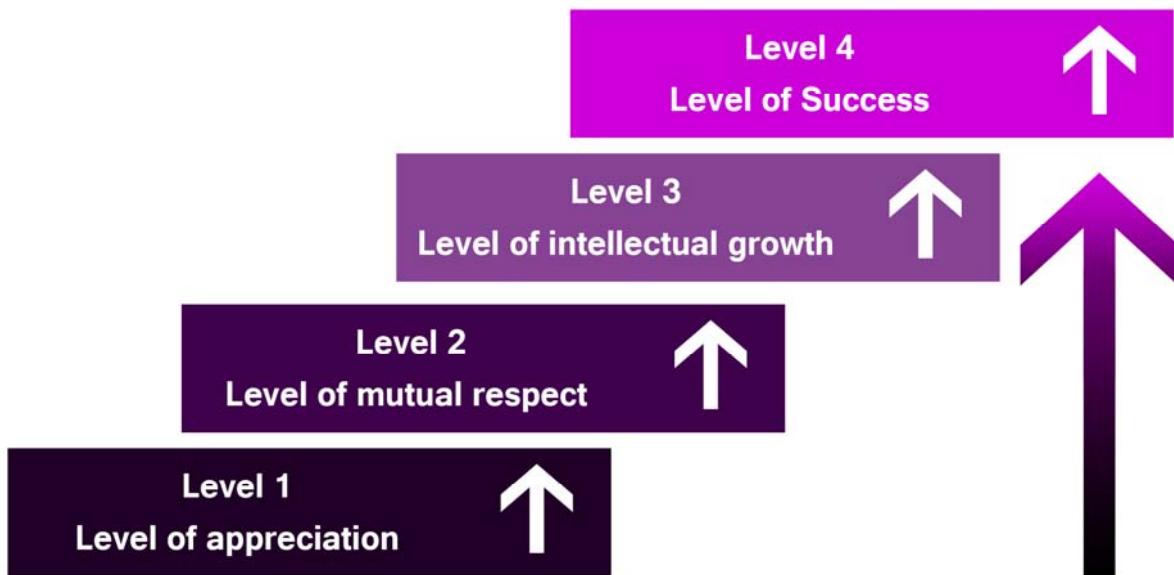 Level 4
Level of Success
Level 3
Level of intellectual growth
Level 2
Level of mutual respect
Level 1
Level of appreciation